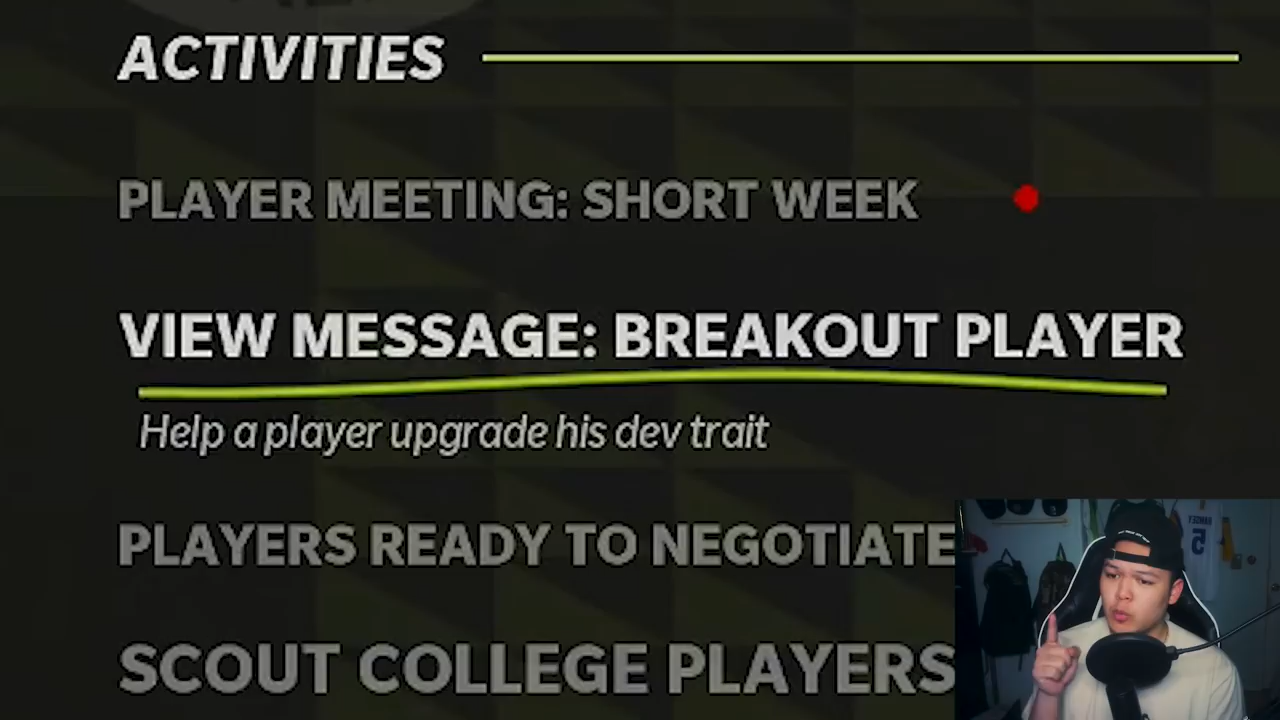 ACTIVITIES
PLAYER MEETING: SHORT WEEK
VIEW MESSAGE: BREAKOUT PLAYER
Help a player upgrade his dev trait
PLAYERS READY TO NEGOTIATE
SCOUT COLLEGE PLAYERS
5